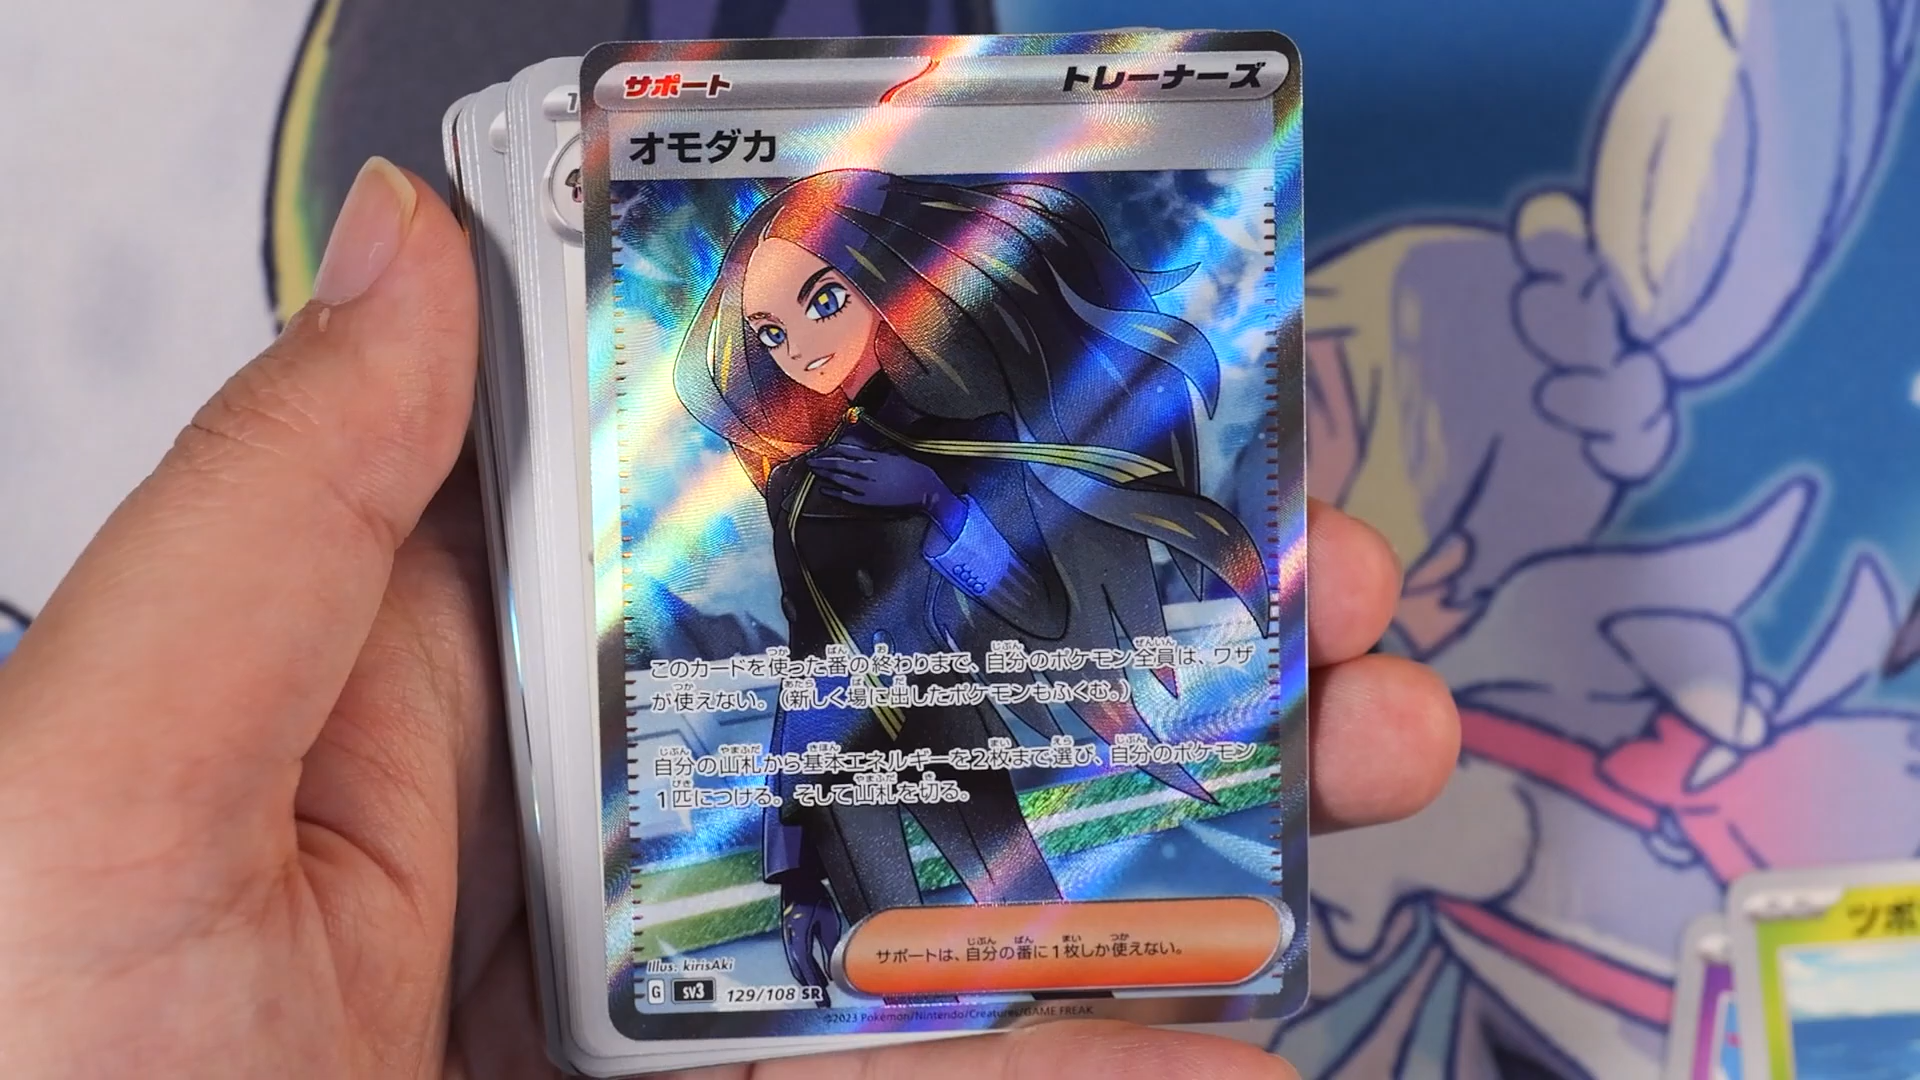 サポート
トレーナーズ
オモダカ
このカードを使った番の終わりまで、自分のポケモン全員は、ワザ
が使えない。(新しく場に出したポケモンもふくむ。)
自分の山札から基本エネルギーを2枚まで選び、自分のポケモン
1匹につける。そして山札を切る。
サポートは、自分の番に1枚しか使えない。
Illus. kirisAki
G sv3 129/108 SR
©2023 Pokémon/Nintendo/Creatures/GAME FREAK
ツボ